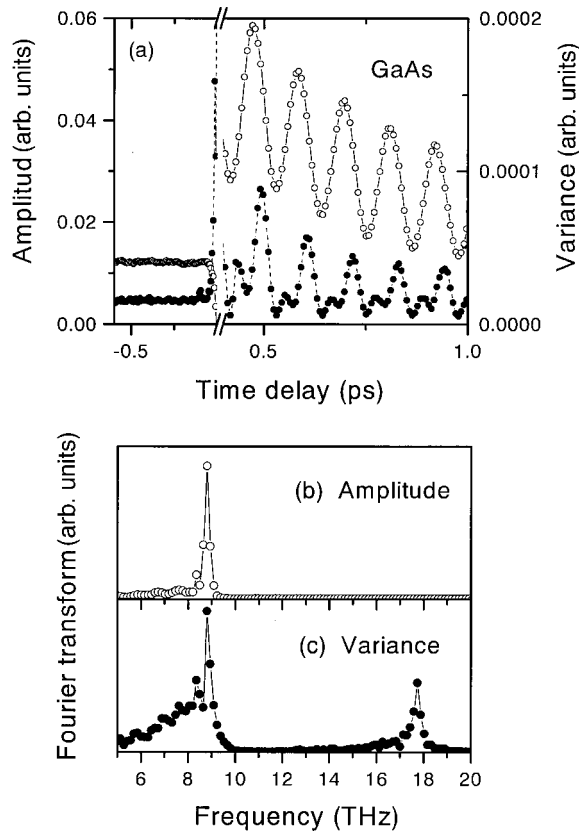 0.06
0.04
0.02
0.00
Amplitud (arb. units)
(a)
GaAs
0.0002
0.0001
0.0000
Variance (arb. units)
-0.5
0.5
1.0
Time delay (ps)
Fourier transform (arb. units)
(b) Amplitude
(c) Variance
6 8 10 12 14 16 18 20
Frequency (THz)